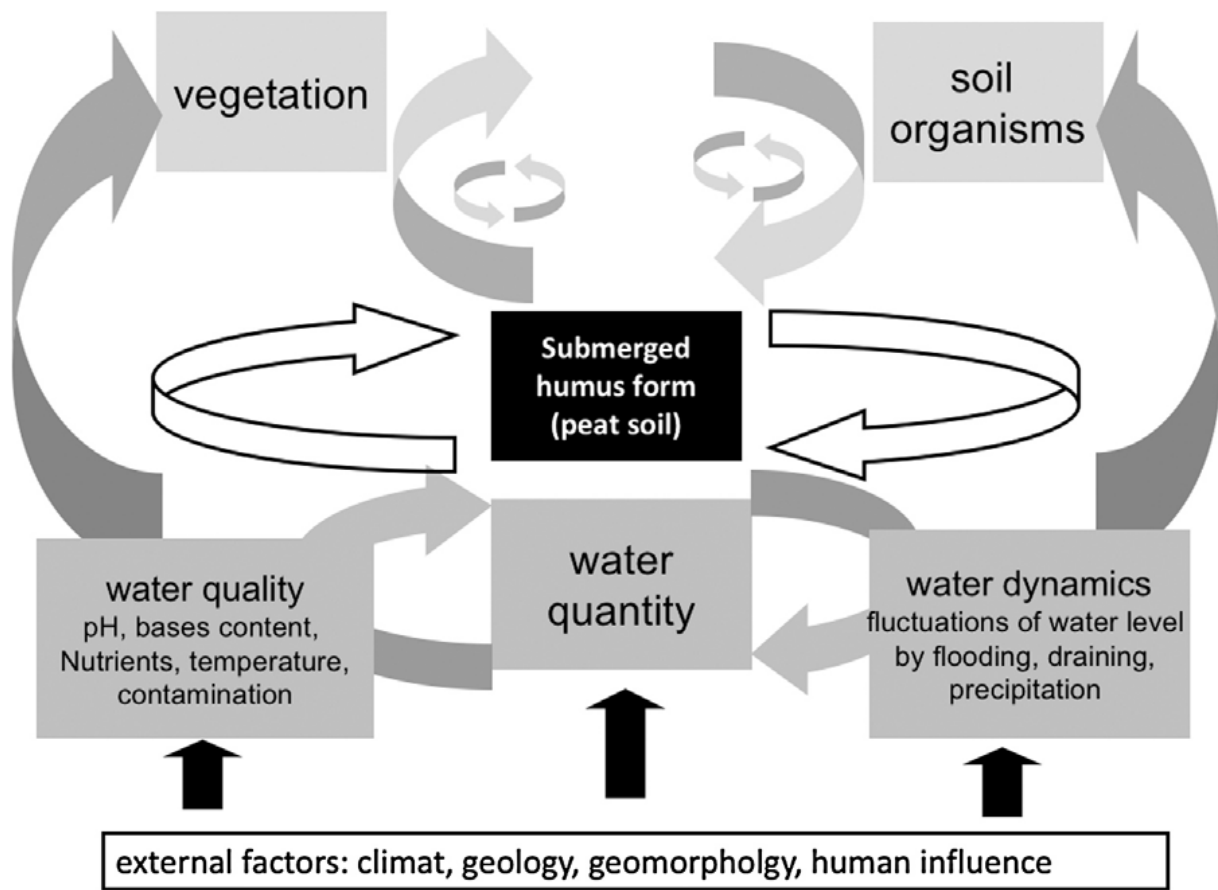 vegetation
soil
organisms
Submerged
humus form
(peat soil)
water quality
pH, bases content,
Nutrients, temperature,
contamination
water
quantity
water dynamics
fluctuations of water level
by flooding, draining,
precipitation
external factors: climat, geology, geomorpholgy, human influence